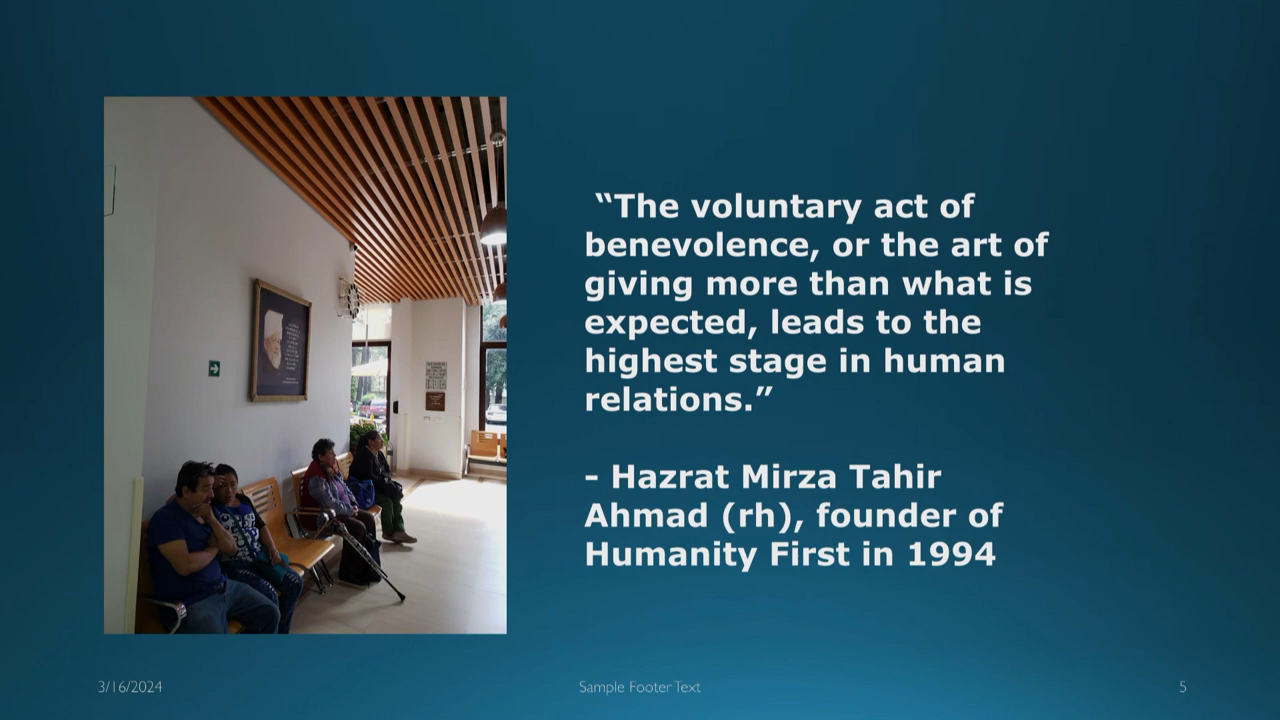 “The voluntary act of
benevolence, or the art of
giving more than what is
expected, leads to the
highest stage in human
relations.”
– Hazrat Mirza Tahir
Ahmad (rh), founder of
Humanity First in 1994
3/16/2024
Sample Footer Text
5